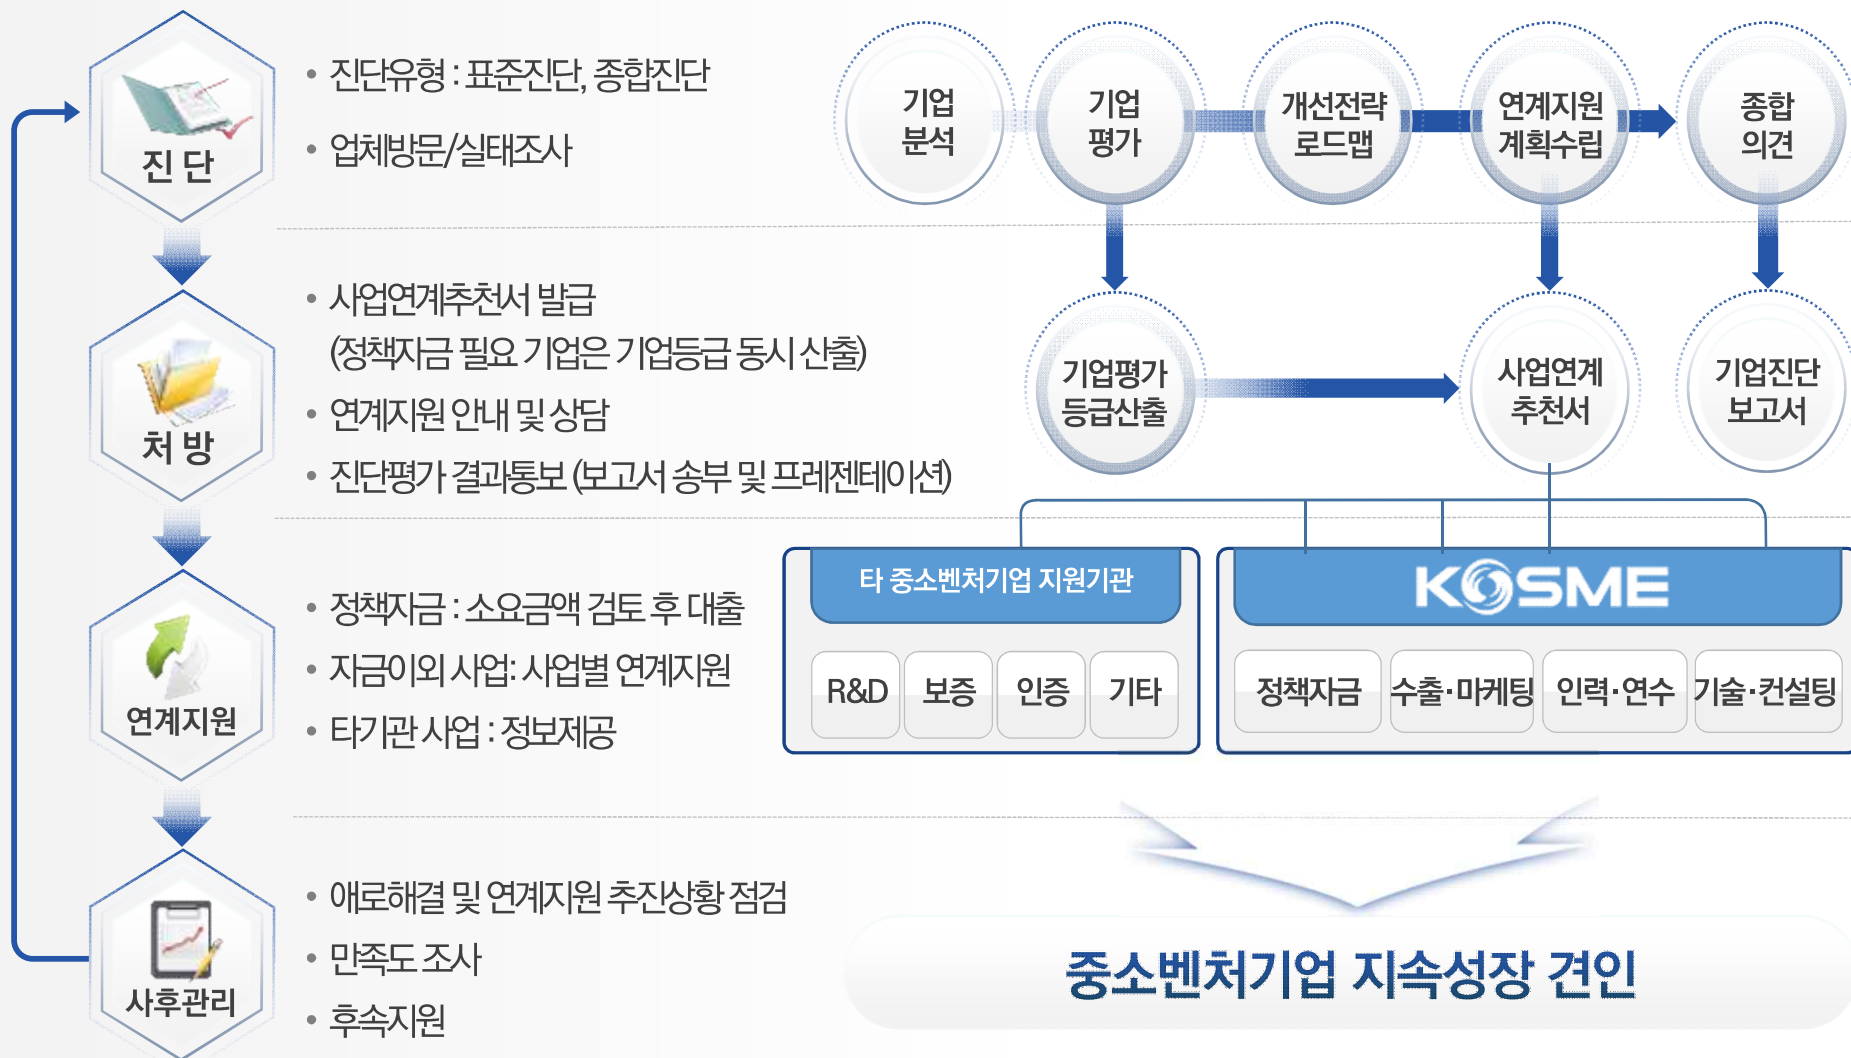 진단
• 진단유형 : 표준진단, 종합진단
• 업체방문/실태조사
기업
분석
기업
평가
개선전략
로드맵
연계지원
계획수립
종합
의견
처방
• 사업연계추천서 발급
(정책자금 필요 기업은 기업등급 동시 산출)
• 연계지원 안내 및 상담
• 진단평가 결과통보 (보고서 송부 및 프레젠테이션)
기업평가
등급산출
사업연계
추천서
기업진단
보고서
연계지원
• 정책자금 : 소요금액 검토 후 대출
• 자금이외 사업: 사업별 연계지원
• 타기관 사업 : 정보제공
타 중소벤처기업 지원기관
R&D
보증
인증
기타
KOSME
정책자금
수출·마케팅
인력·연수
기술·컨설팅
사후관리
• 애로해결 및 연계지원 추진상황 점검
• 만족도 조사
• 후속지원
중소벤처기업 지속성장 견인